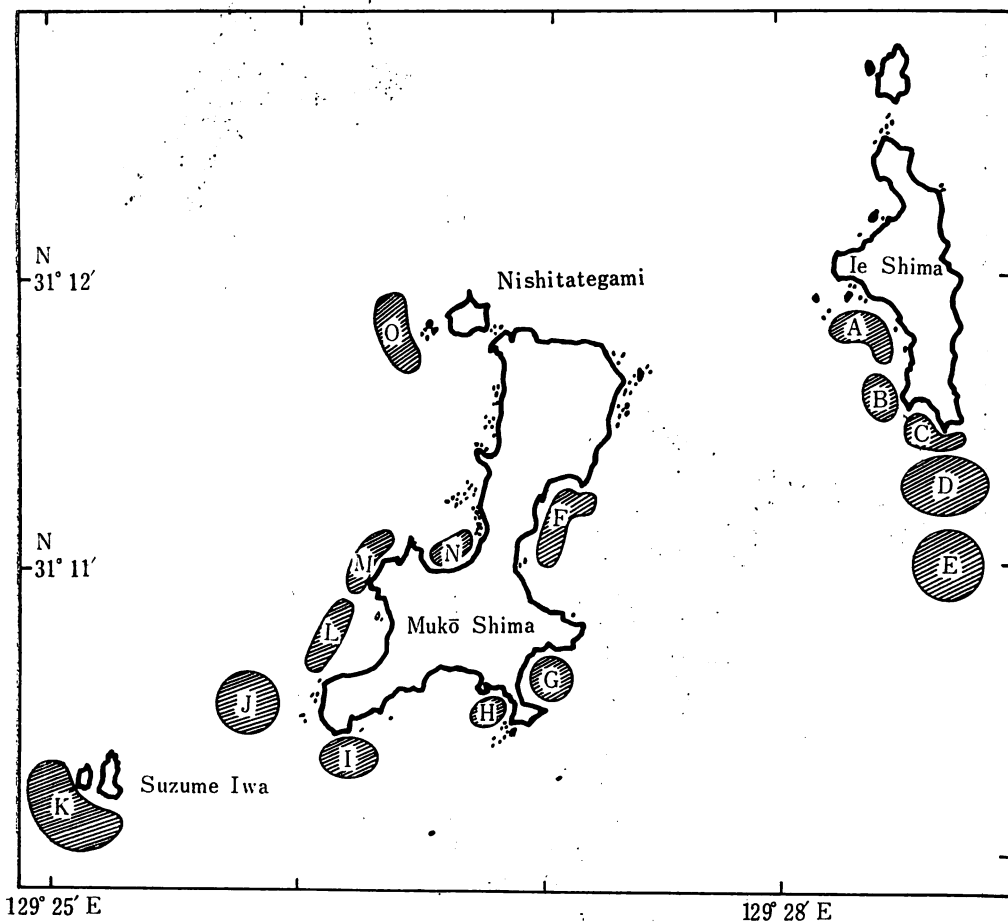 N
31° 12′
Nishitategami
Ie Shima
O
A
B
C
D
F
N
31° 11′
M
N
E
L
Mukō Shima
G
J
H
I
K
Suzume Iwa
129° 25′ E
129° 28′ E